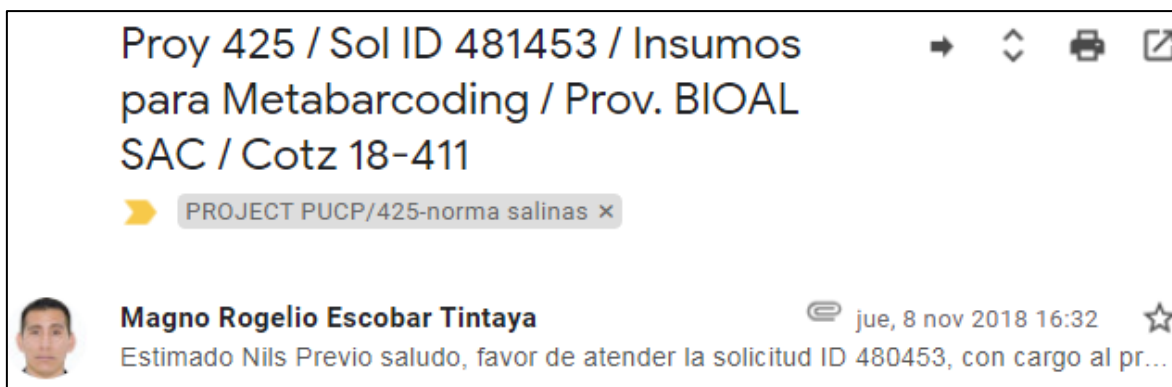 Proy 425 / Sol ID 481453 / Insumos
para Metabarcoding / Prov. BIOAL
SAC / Cotz 18-411
PROJECT PUCP/425-norma salinas ×
Magno Rogelio Escobar Tintaya
jue, 8 nov 2018 16:32
Estimado Nils Previo saludo, favor de atender la solicitud ID 480453, con cargo al pr...